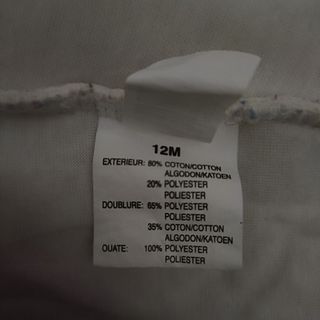 12M
EXTERIEUR: 80% COTON/COTTON
ALGODON/KATOEN
20% POLYESTER
POLIESTER
DOUBLURE: 65% POLYESTER
POLIESTER
35% COTON/COTTON
ALGODON/KATOEN
OUATE: 100% POLYESTER
POLIESTER